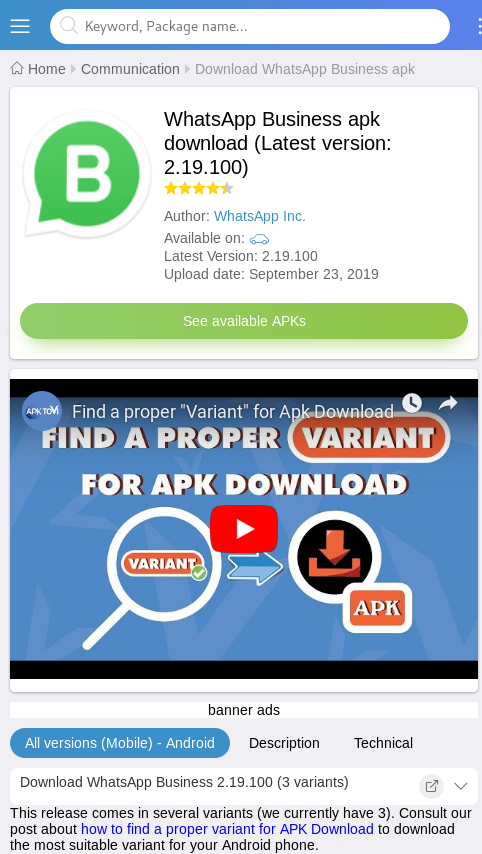 Keyword, Package name...
Home Communication Download WhatsApp Business apk
WhatsApp Business apk
download (Latest version:
2.19.100)
Author: WhatsApp Inc.
Available on:
Latest Version: 2.19.100
Upload date: September 23, 2019
See available APKs
APK TOVI
Find a proper "Variant" for Apk Download
FIND A PROPER VARIANT
FOR APK DOWNLOAD
VARIANT
APK
banner ads
All versions (Mobile) - Android Description Technical
Download WhatsApp Business 2.19.100 (3 variants)
This release comes in several variants (we currently have 3). Consult our
post about how to find a proper variant for APK Download to download
the most suitable variant for your Android phone.